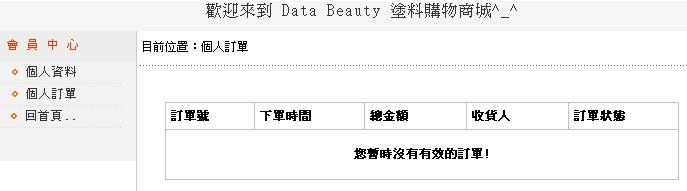 歡迎來到 Data Beauty 塗料購物商城^_^
會員中心
個人資料
個人訂單
回首頁..
目前位置：個人訂單
訂單號 下單時間 總金額 收貨人 訂單狀態
您暫時沒有有效的訂單!